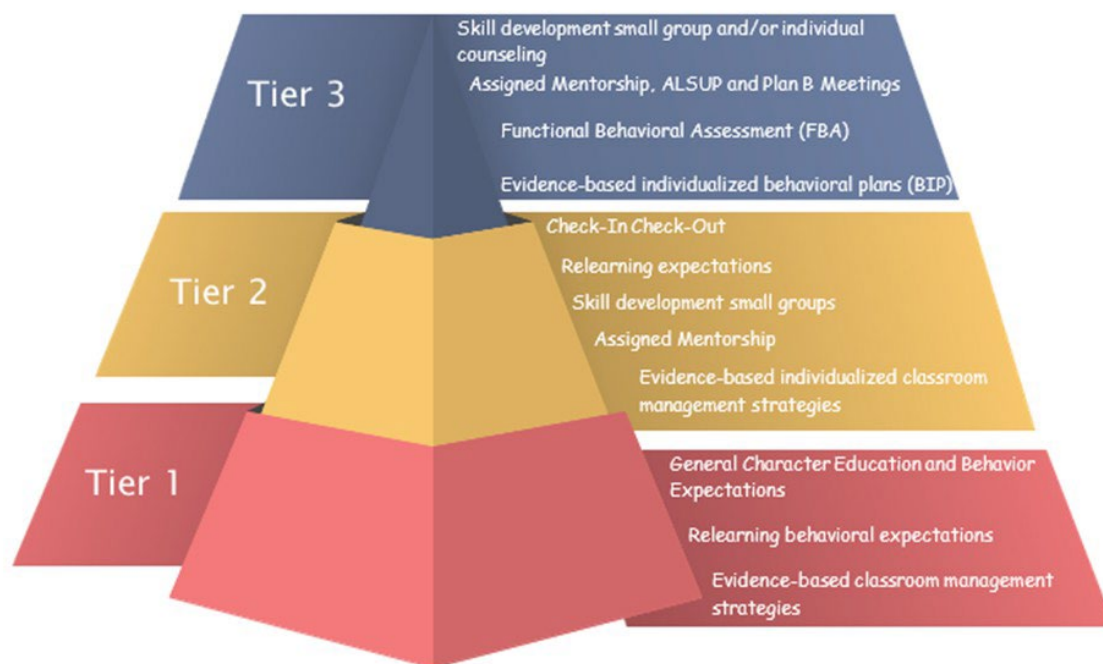 Tier 3
Skill development small group and/or individual
counseling
Assigned Mentorship, ALSUP and Plan B Meetings
Functional Behavioral Assessment (FBA)
Evidence-based individualized behavioral plans (BIP)
Tier 2
Check-In Check-Out
Relearning expectations
Skill development small groups
Assigned Mentorship
Evidence-based individualized classroom
management strategies
Tier 1
General Character Education and Behavior
Expectations
Relearning behavioral expectations
Evidence-based classroom management
strategies